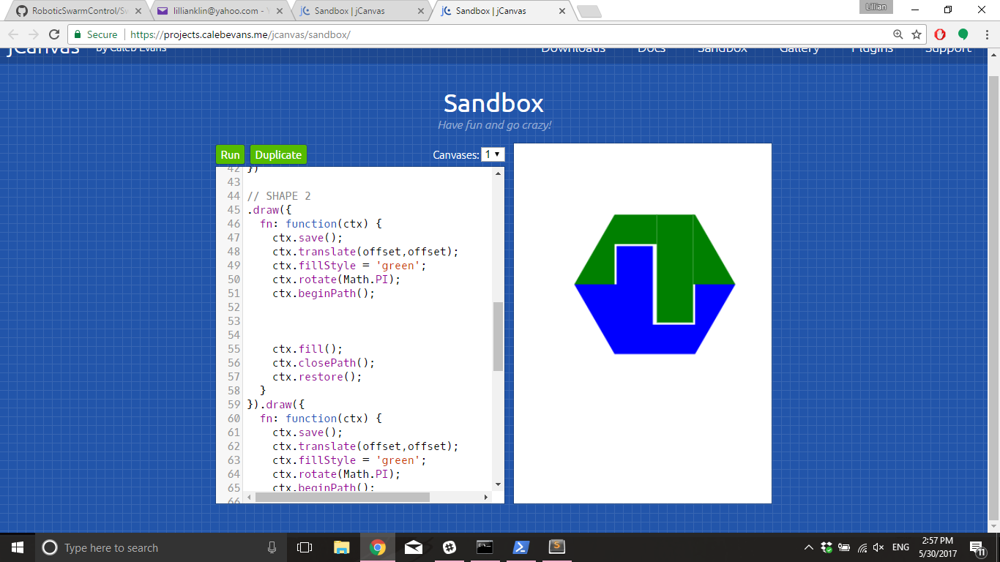 RoboticSwarmControl/Sw
lillianklin@yahoo.com - Y
Sandbox | jCanvas
Sandbox | jCanvas
Lillian
Secure
https://projects.calebevans.me/jcanvas/sandbox/
jCanvas
by Caleb Evans
Downloads
Docs
Sandbox
Gallery
Plugins
Support
Sandbox
Have fun and go crazy!
Run
Duplicate
Canvases:
1
42 })
43
44 // SHAPE 2
45 .draw({
46 fn: function(ctx) {
47 ctx.save();
48 ctx.translate(offset,offset);
49 ctx.fillStyle = 'green';
50 ctx.rotate(Math.PI);
51 ctx.beginPath();
52
53
54
55 ctx.fill();
56 ctx.closePath();
57 ctx.restore();
58 }
59 }).draw({
60 fn: function(ctx) {
61 ctx.save();
62 ctx.translate(offset,offset);
63 ctx.fillStyle = 'green';
64 ctx.rotate(Math.PI);
65 ctx.beginPath();
66
Type here to search
ENG
2:57 PM
5/30/2017
11